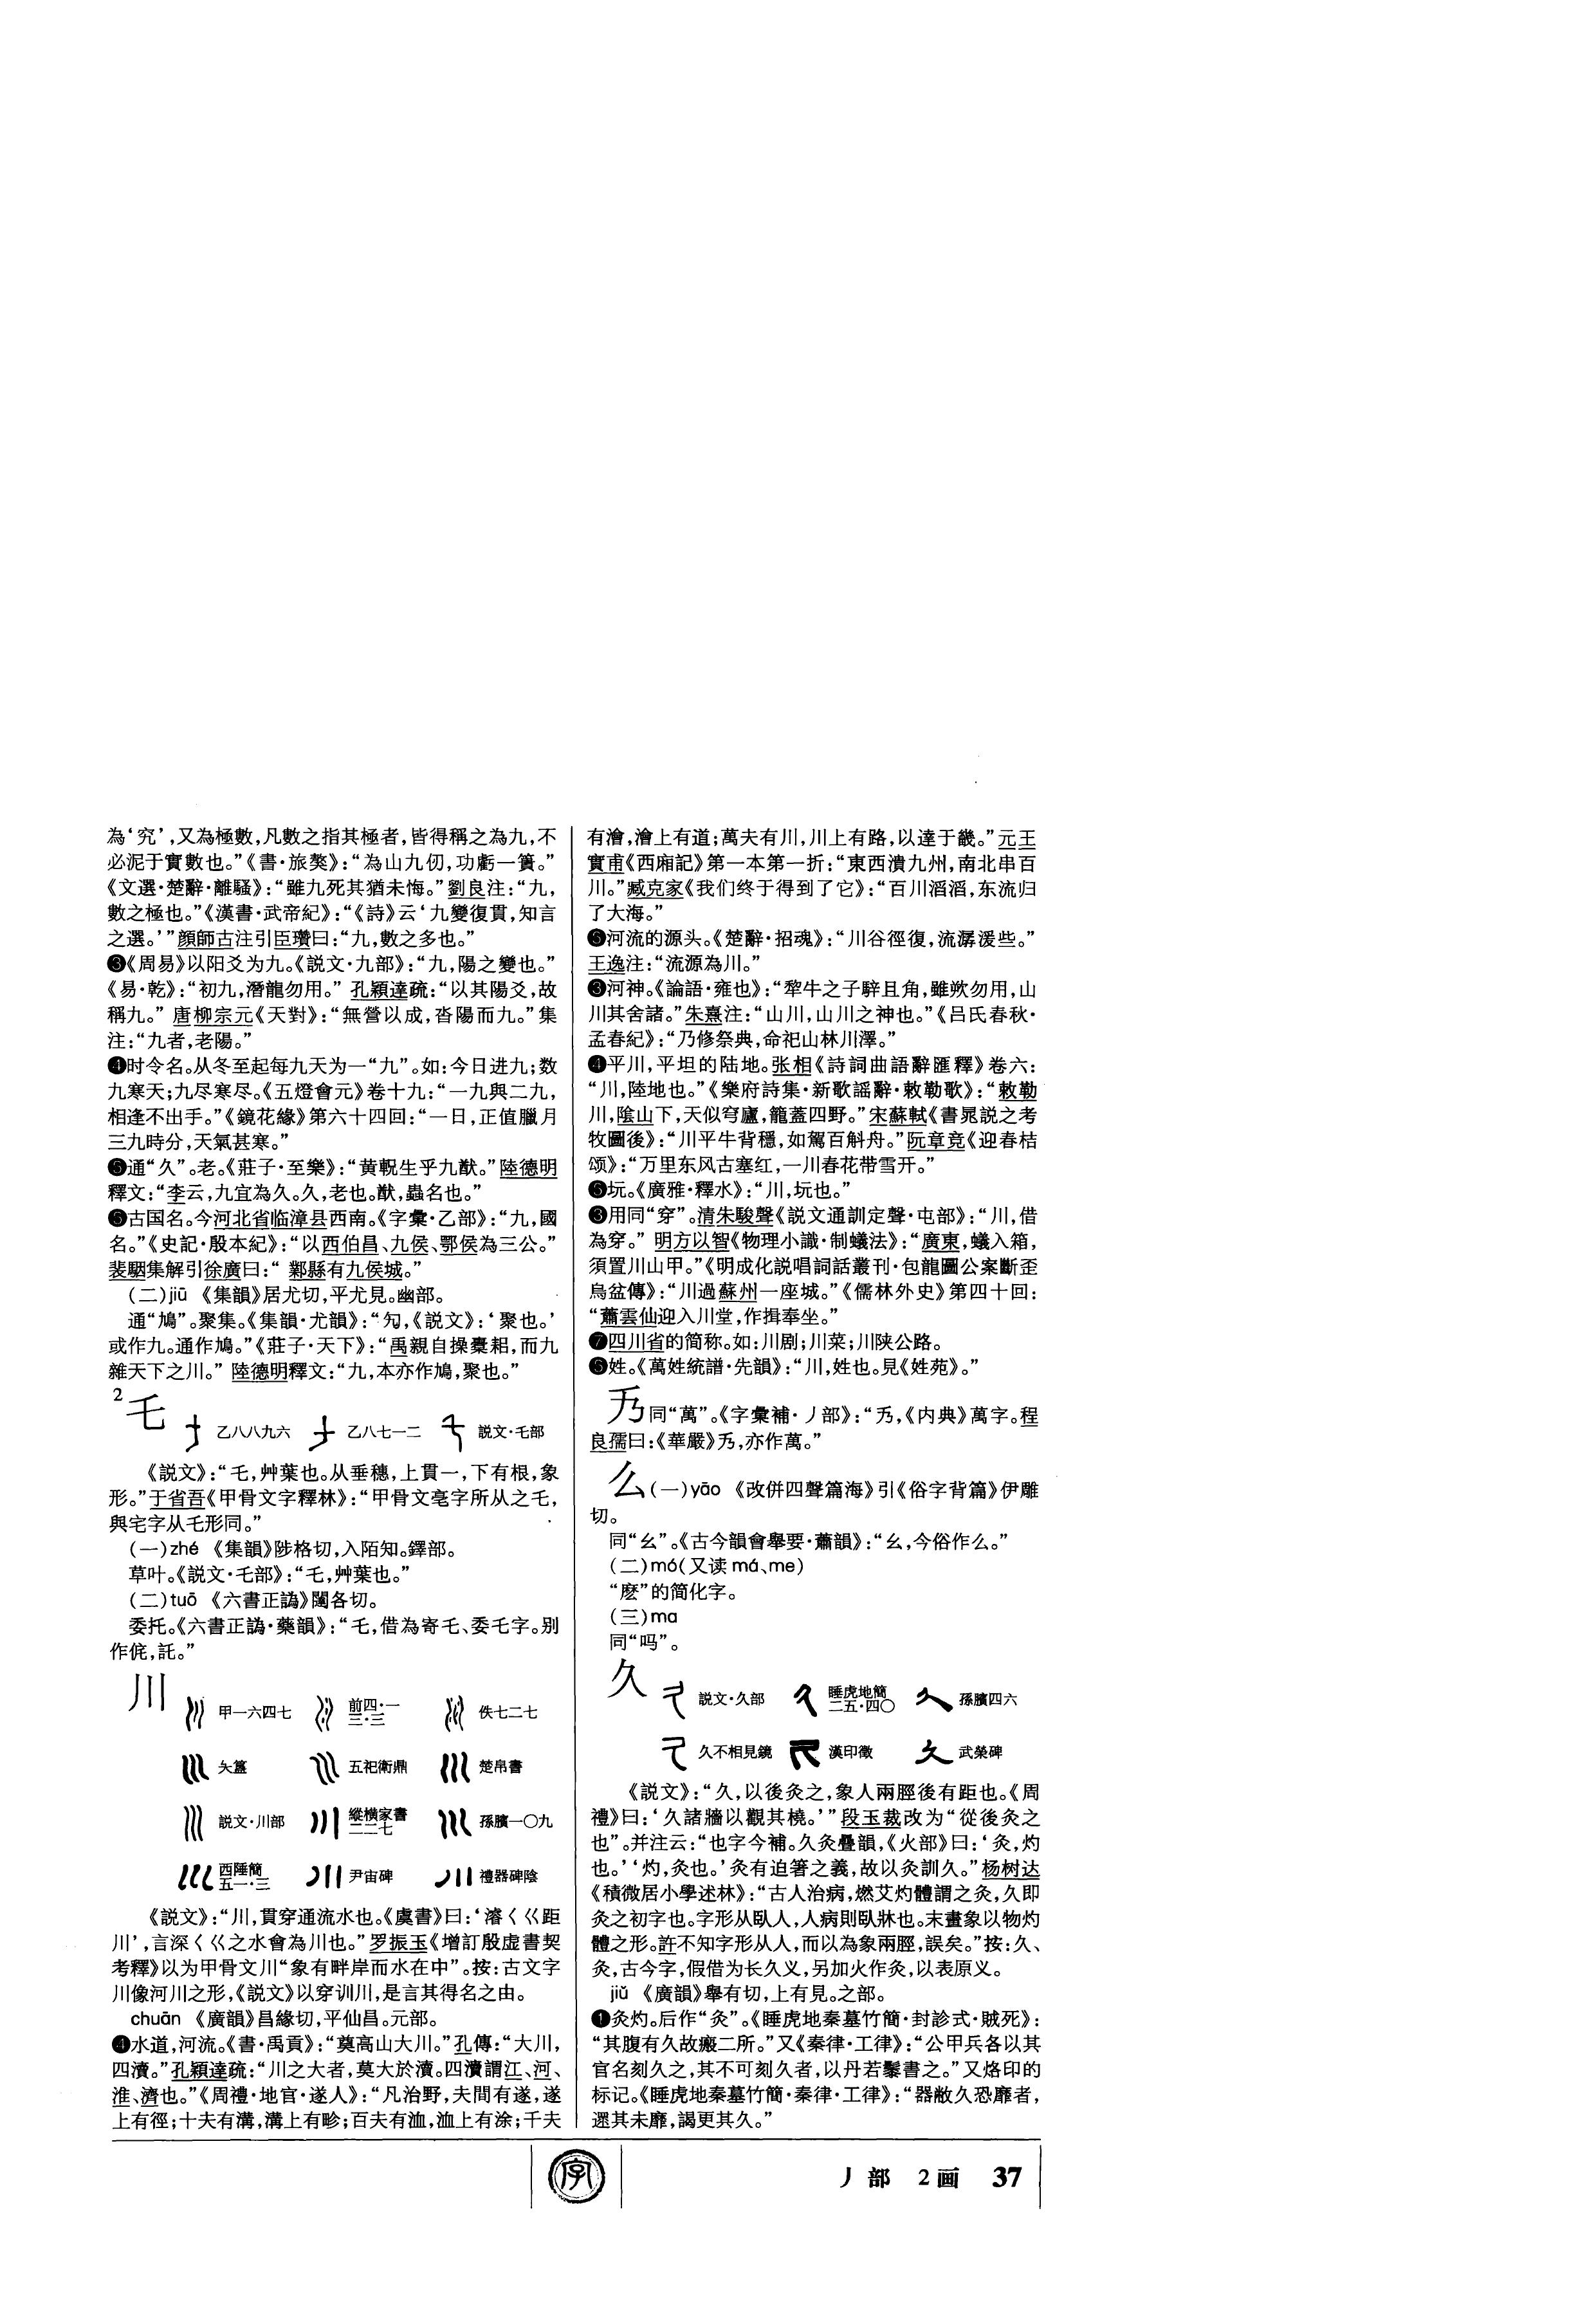 為‘究’,又為極數,凡數之指其極者,皆得稱之為九,不
必泥于實數也。”《書·旅獒》:“為山九仞,功虧一簣。”
《文選·楚辭·離騷》:“雖九死其猶未悔。”劉良注:“九,
數之極也。”《漢書·武帝紀》:“《詩》云‘九變復貫,知言
之選。’”顔師古注引臣瓚曰:“九,數之多也。”
❸《周易》以阳爻为九。《説文·九部》:“九,陽之變也。”
《易·乾》:“初九,潛龍勿用。” 孔穎達疏:“以其陽爻,故
稱九。” 唐柳宗元《天對》:“無營以成,沓陽而九。”集
注:“九者,老陽。”
❹时令名。从冬至起每九天为一“九”。如:今日进九;数
九寒天;九尽寒尽。《五燈會元》卷十九:“一九與二九,
相逢不出手。”《鏡花緣》第六十四回:“一日,正值臘月
三九時分,天氣甚寒。”
❺通“久”。老。《莊子·至樂》:“黄軦生乎九猷。”陸德明
釋文:“李云,九宜為久。久,老也。猷,蟲名也。”
❺古国名。今河北省临漳县西南。《字彙·乙部》:“九,國
名。”《史記·殷本紀》:“以西伯昌、九侯、鄂侯為三公。”
裴駰集解引徐廣曰:“ 鄴縣有九侯城。”
(二)jiū 《集韻》居尤切,平尤見。幽部。
通“鳩”。聚集。《集韻·尤韻》:“勼,《説文》:‘聚也。’
或作九。通作鳩。”《莊子·天下》:“禹親自操橐耜,而九
雜天下之川。” 陸德明釋文:“九,本亦作鳩,聚也。”
2
乇 乙八八九六 乙八七一二 説文·乇部
《説文》:“乇,艸葉也。从垂穗,上貫一,下有根,象
形。”于省吾《甲骨文字釋林》:“甲骨文亳字所从之乇,
與宅字从乇形同。”
(一)zhé 《集韻》陟格切,入陌知。鐸部。
草叶。《説文·乇部》:“乇,艸葉也。”
(二)tuō 《六書正譌》闥各切。
委托。《六書正譌·藥韻》:“乇,借為寄乇、委乇字。别
作侂,託。”
川 甲一六四七 前四·一三·三 佚七二七
夨簋 五祀衛鼎 楚帛書
説文·川部 縱横家書二二七 孫臏一〇九
西陲簡五一·三 尹宙碑 禮器碑陰
《説文》:“川,貫穿通流水也。《虞書》曰:‘濬〈巜距
川’,言深〈巜之水會為川也。”罗振玉《增訂殷虚書契
考釋》以为甲骨文川“象有畔岸而水在中”。按:古文字
川像河川之形,《説文》以穿训川,是言其得名之由。
chuān 《廣韻》昌緣切,平仙昌。元部。
❹水道,河流。《書·禹貢》:“奠高山大川。”孔傳:“大川,
四瀆。”孔穎達疏:“川之大者,莫大於瀆。四瀆謂江、河、
淮、濟也。”《周禮·地官·遂人》:“凡治野,夫間有遂,遂
上有徑;十夫有溝,溝上有畛;百夫有洫,洫上有涂;千夫
有澮,澮上有道;萬夫有川,川上有路,以達于畿。”元王
實甫《西廂記》第一本第一折:“東西潰九州,南北串百
川。”臧克家《我们终于得到了它》:“百川滔滔,东流归
了大海。”
❺河流的源头。《楚辭·招魂》:“川谷徑復,流潺湲些。”
王逸注:“流源為川。”
❸河神。《論語·雍也》:“犂牛之子騂且角,雖欲勿用,山
川其舍諸。”朱熹注:“山川,山川之神也。”《吕氏春秋·
孟春紀》:“乃修祭典,命祀山林川澤。”
❹平川,平坦的陆地。张相《詩詞曲語辭匯釋》卷六:
“川,陸地也。”《樂府詩集·新歌謡辭·敕勒歌》:“敕勒
川,陰山下,天似穹廬,籠蓋四野。”宋蘇軾《書晁説之考
牧圖後》:“川平牛背穩,如駕百斛舟。”阮章竞《迎春桔
颂》:“万里东风古塞红,一川春花带雪开。”
❺坑。《廣雅·釋水》:“川,坑也。”
❸用同“穿”。清朱駿聲《説文通訓定聲·屯部》:“川,借
為穿。” 明方以智《物理小識·制蟻法》:“廣東,蟻入箱,
須置川山甲。”《明成化説唱詞話叢刊·包龍圖公案斷歪
烏盆傳》:“川過蘇州一座城。”《儒林外史》第四十回:
“蕭雲仙迎入川堂,作揖奉坐。”
❼四川省的简称。如:川剧;川菜;川陕公路。
❻姓。《萬姓統譜·先韻》:“川,姓也。見《姓苑》。”
㐃同“萬”。《字彙補·丿部》:“㐃,《内典》萬字。程
良孺曰:《華嚴》㐃,亦作萬。”
么(一)yāo 《改併四聲篇海》引《俗字背篇》伊雕
切。
同“幺”。《古今韻會舉要·蕭韻》:“幺,今俗作么。”
(二)mó(又读 má、me)
“麽”的简化字。
(三)ma
同“吗”。
久 説文·久部 睡虎地簡二五·四〇 孫臏四六
久不相見鏡 漢印徵 武榮碑
《説文》:“久,以後灸之,象人兩脛後有距也。《周
禮》曰:‘久諸牆以觀其橈。’”段玉裁改为“從後灸之
也”。并注云:“也字今補。久灸疊韻,《火部》曰:‘灸,灼
也。’‘灼,灸也。’灸有迫箸之義,故以灸訓久。”杨树达
《積微居小學述林》:“古人治病,燃艾灼體謂之灸,久即
灸之初字也。字形从臥人,人病則臥牀也。末畫象以物灼
體之形。許不知字形从人,而以為象兩脛,誤矣。”按:久、
灸,古今字,假借为长久义,另加火作灸,以表原义。
jiǔ 《廣韻》舉有切,上有見。之部。
❶灸灼。后作“灸”。《睡虎地秦墓竹簡·封診式·賊死》:
“其腹有久故瘢二所。”又《秦律·工律》:“公甲兵各以其
官名刻久之,其不可刻久者,以丹若髹書之。”又烙印的
标记。《睡虎地秦墓竹簡·秦律·工律》:“器敝久恐靡者,
還其未靡,謁更其久。”
字
丿部 2画 37